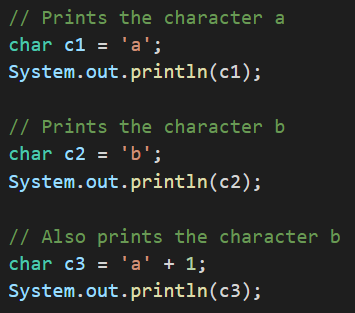 // Prints the character a
char c1 = 'a';
System.out.println(c1);
// Prints the character b
char c2 = 'b';
System.out.println(c2);
// Also prints the character b
char c3 = 'a' + 1;
System.out.println(c3);